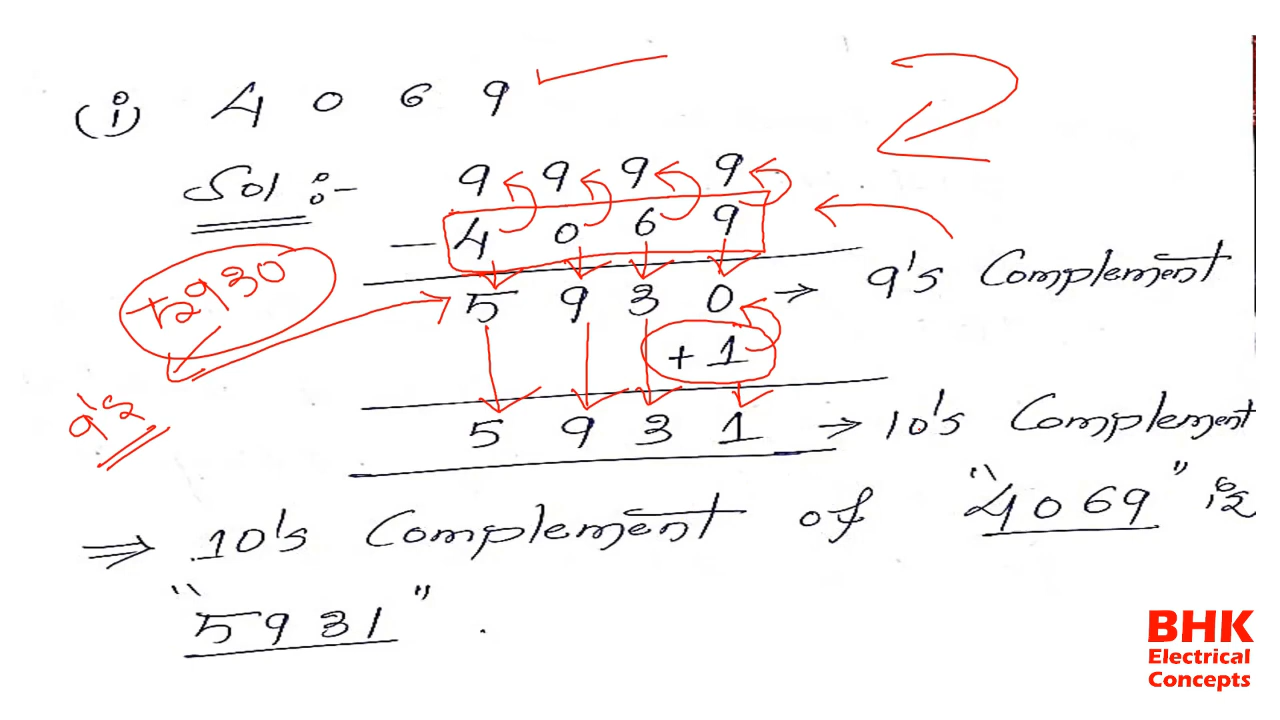 (i) 4 0 6 9
2
Sol :-
9 9 9 9
- 4 0 6 9
5 9 3 0 → 9's Complement
+ 1
9's
5 9 3 1 → 10's Complement
⇒ 10's Complement of "4069" is
"5931".
BHK
Electrical
Concepts